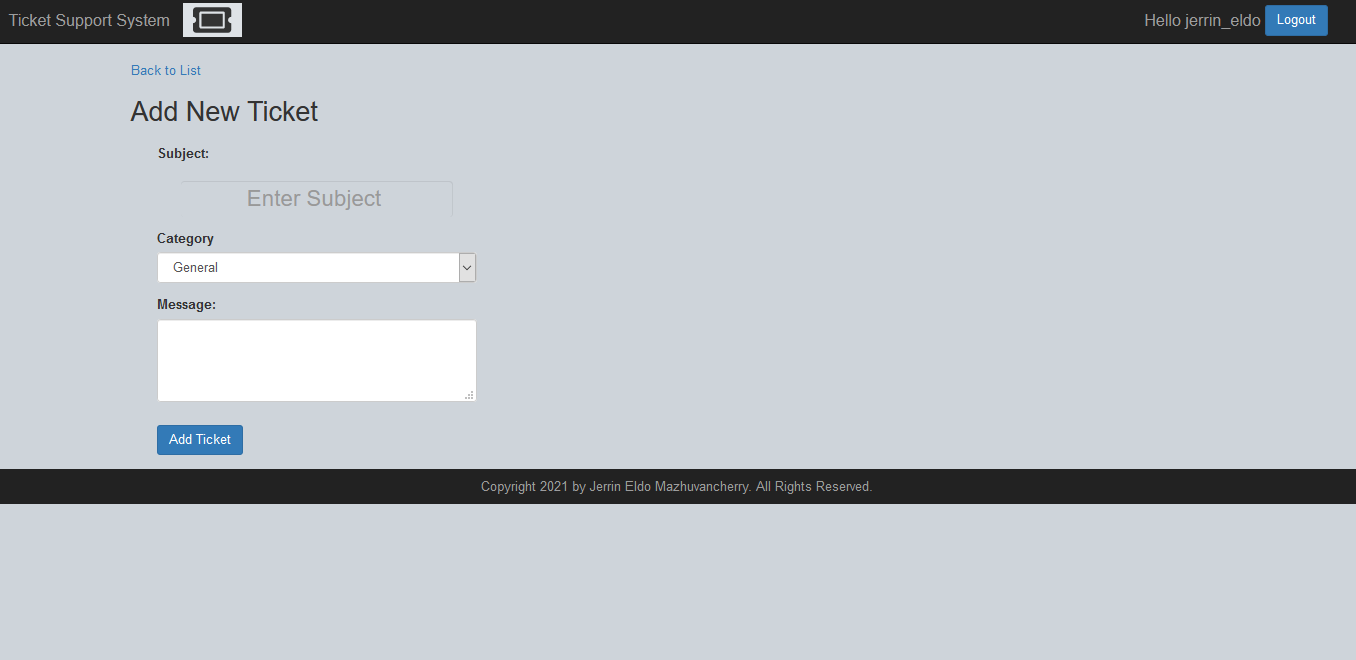 Ticket Support System
Hello jerrin_eldo Logout
Back to List
Add New Ticket
Subject:
Enter Subject
Category
General
Message:
Add Ticket
Copyright 2021 by Jerrin Eldo Mazhuvancherry. All Rights Reserved.